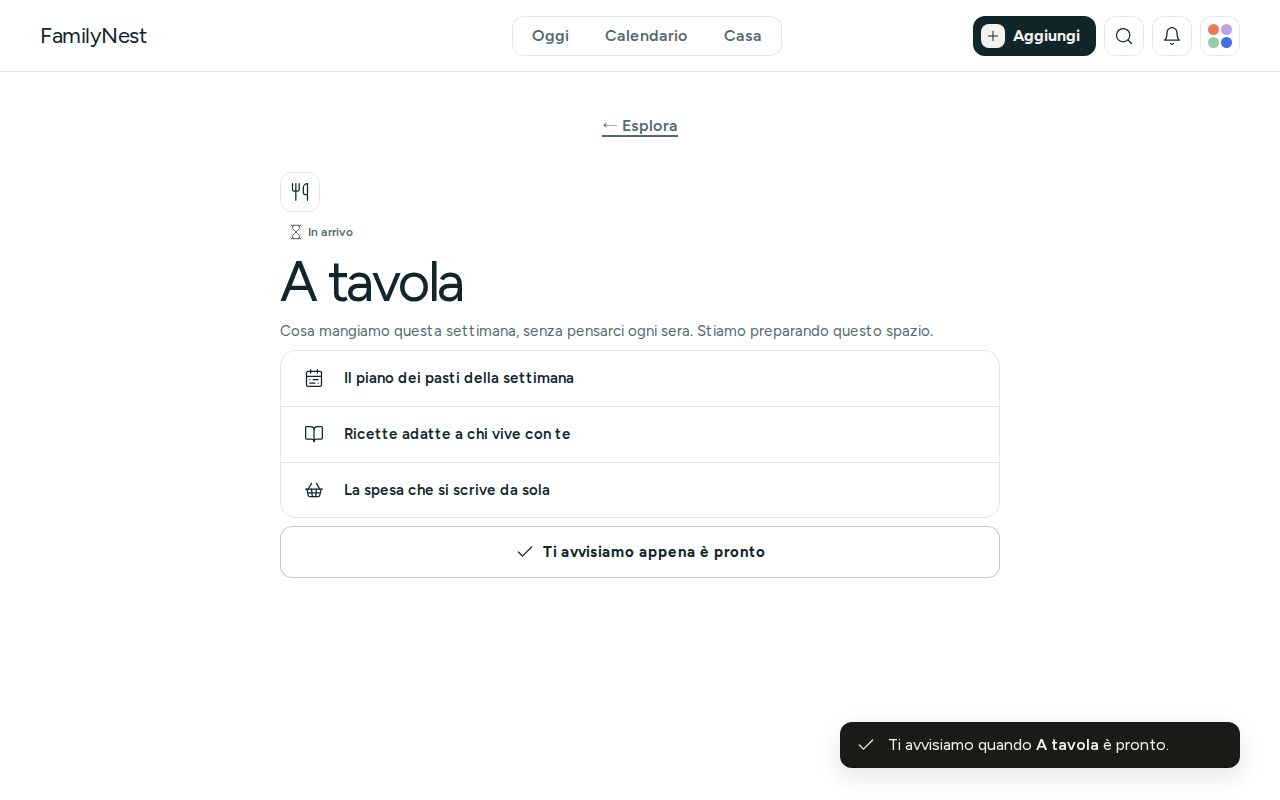 FamilyNest
Oggi
Calendario
Casa
Aggiungi
← Esplora
In arrivo
A tavola
Cosa mangiamo questa settimana, senza pensarci ogni sera. Stiamo preparando questo spazio.
Il piano dei pasti della settimana
Ricette adatte a chi vive con te
La spesa che si scrive da sola
Ti avvisiamo appena è pronto
Ti avvisiamo quando A tavola è pronto.